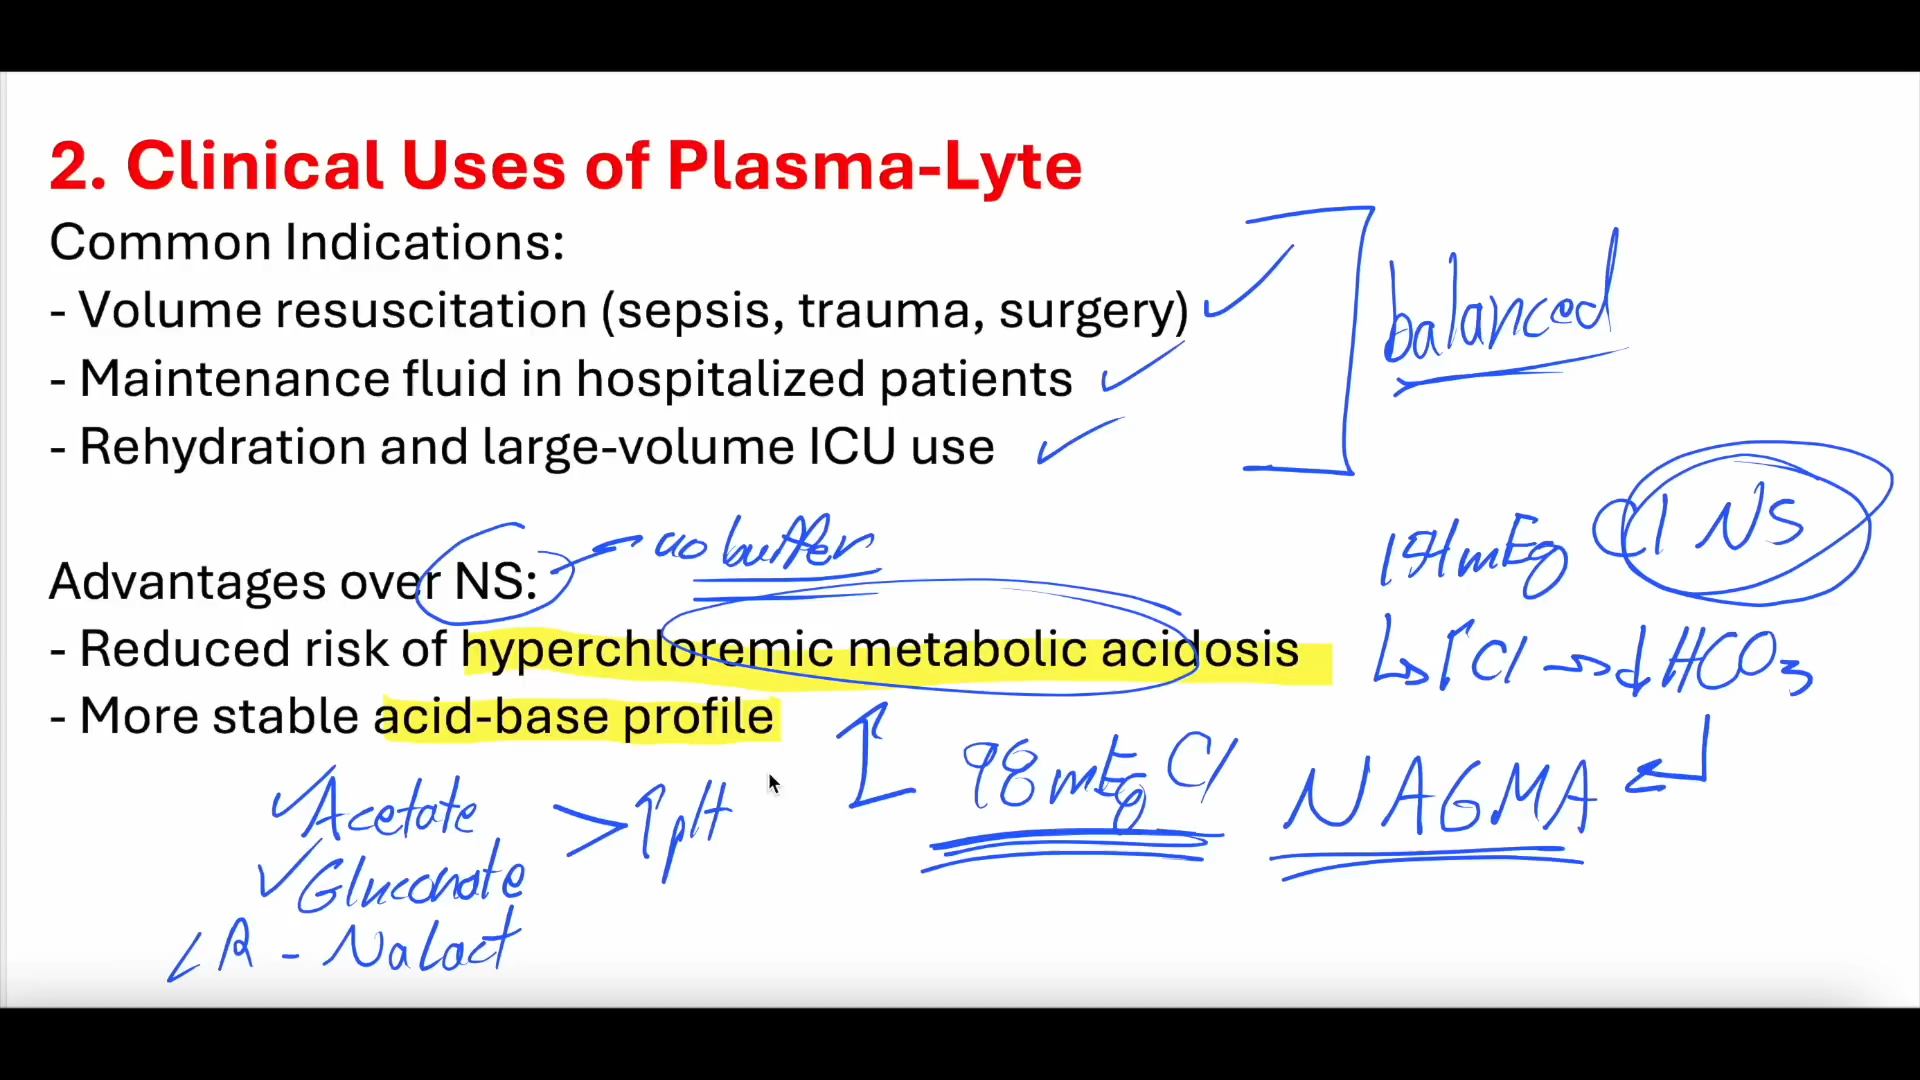 2. Clinical Uses of Plasma-Lyte
Common Indications:
- Volume resuscitation (sepsis, trauma, surgery)
- Maintenance fluid in hospitalized patients
- Rehydration and large-volume ICU use
balanced
no buffer
154mEq Cl NS
Advantages over NS:
- Reduced risk of hyperchloremic metabolic acidosis
↳↑Cl → ↓HCO3
- More stable acid-base profile
98mEq Cl
NAGMA
✓Acetate
> ↑pH
✓Gluconate
LR - NaLact